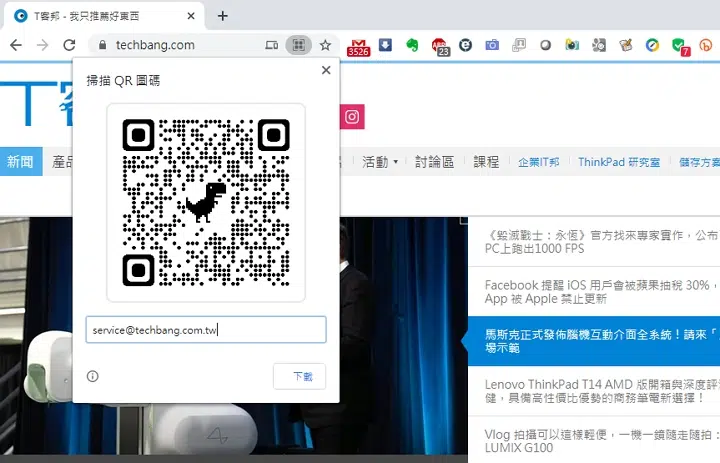 T客邦 - 我只推薦好東西
techbang.com
3526
23
7
掃描 QR 圖碼
T客
新聞
產品
活動
討論區
課程
企業IT邦
ThinkPad 研究室
儲存方案
service@techbang.com.tw
下載
《毀滅戰士：永恆》官方找來專家實作，公布
PC上跑出1000 FPS
Facebook 提醒 iOS 用戶會被蘋果抽稅 30%，
App 被 Apple 禁止更新
馬斯克正式發佈腦機互動介面全系統！請來「
場示範
Lenovo ThinkPad T14 AMD 版開箱與深度評
健，具備高性價比優勢的商務筆電新選擇！
Vlog 拍攝可以這樣輕便，一機一鏡隨走隨拍：
LUMIX G100